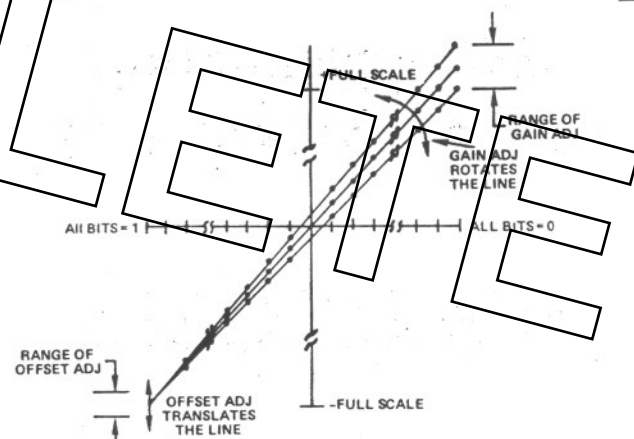 LETE
+FULL SCALE
RANGE OF
GAIN ADJ
GAIN ADJ
ROTATES
THE LINE
All BITS = 1
ALL BITS = 0
RANGE OF
OFFSET ADJ
OFFSET ADJ
TRANSLATES
THE LINE
-FULL SCALE